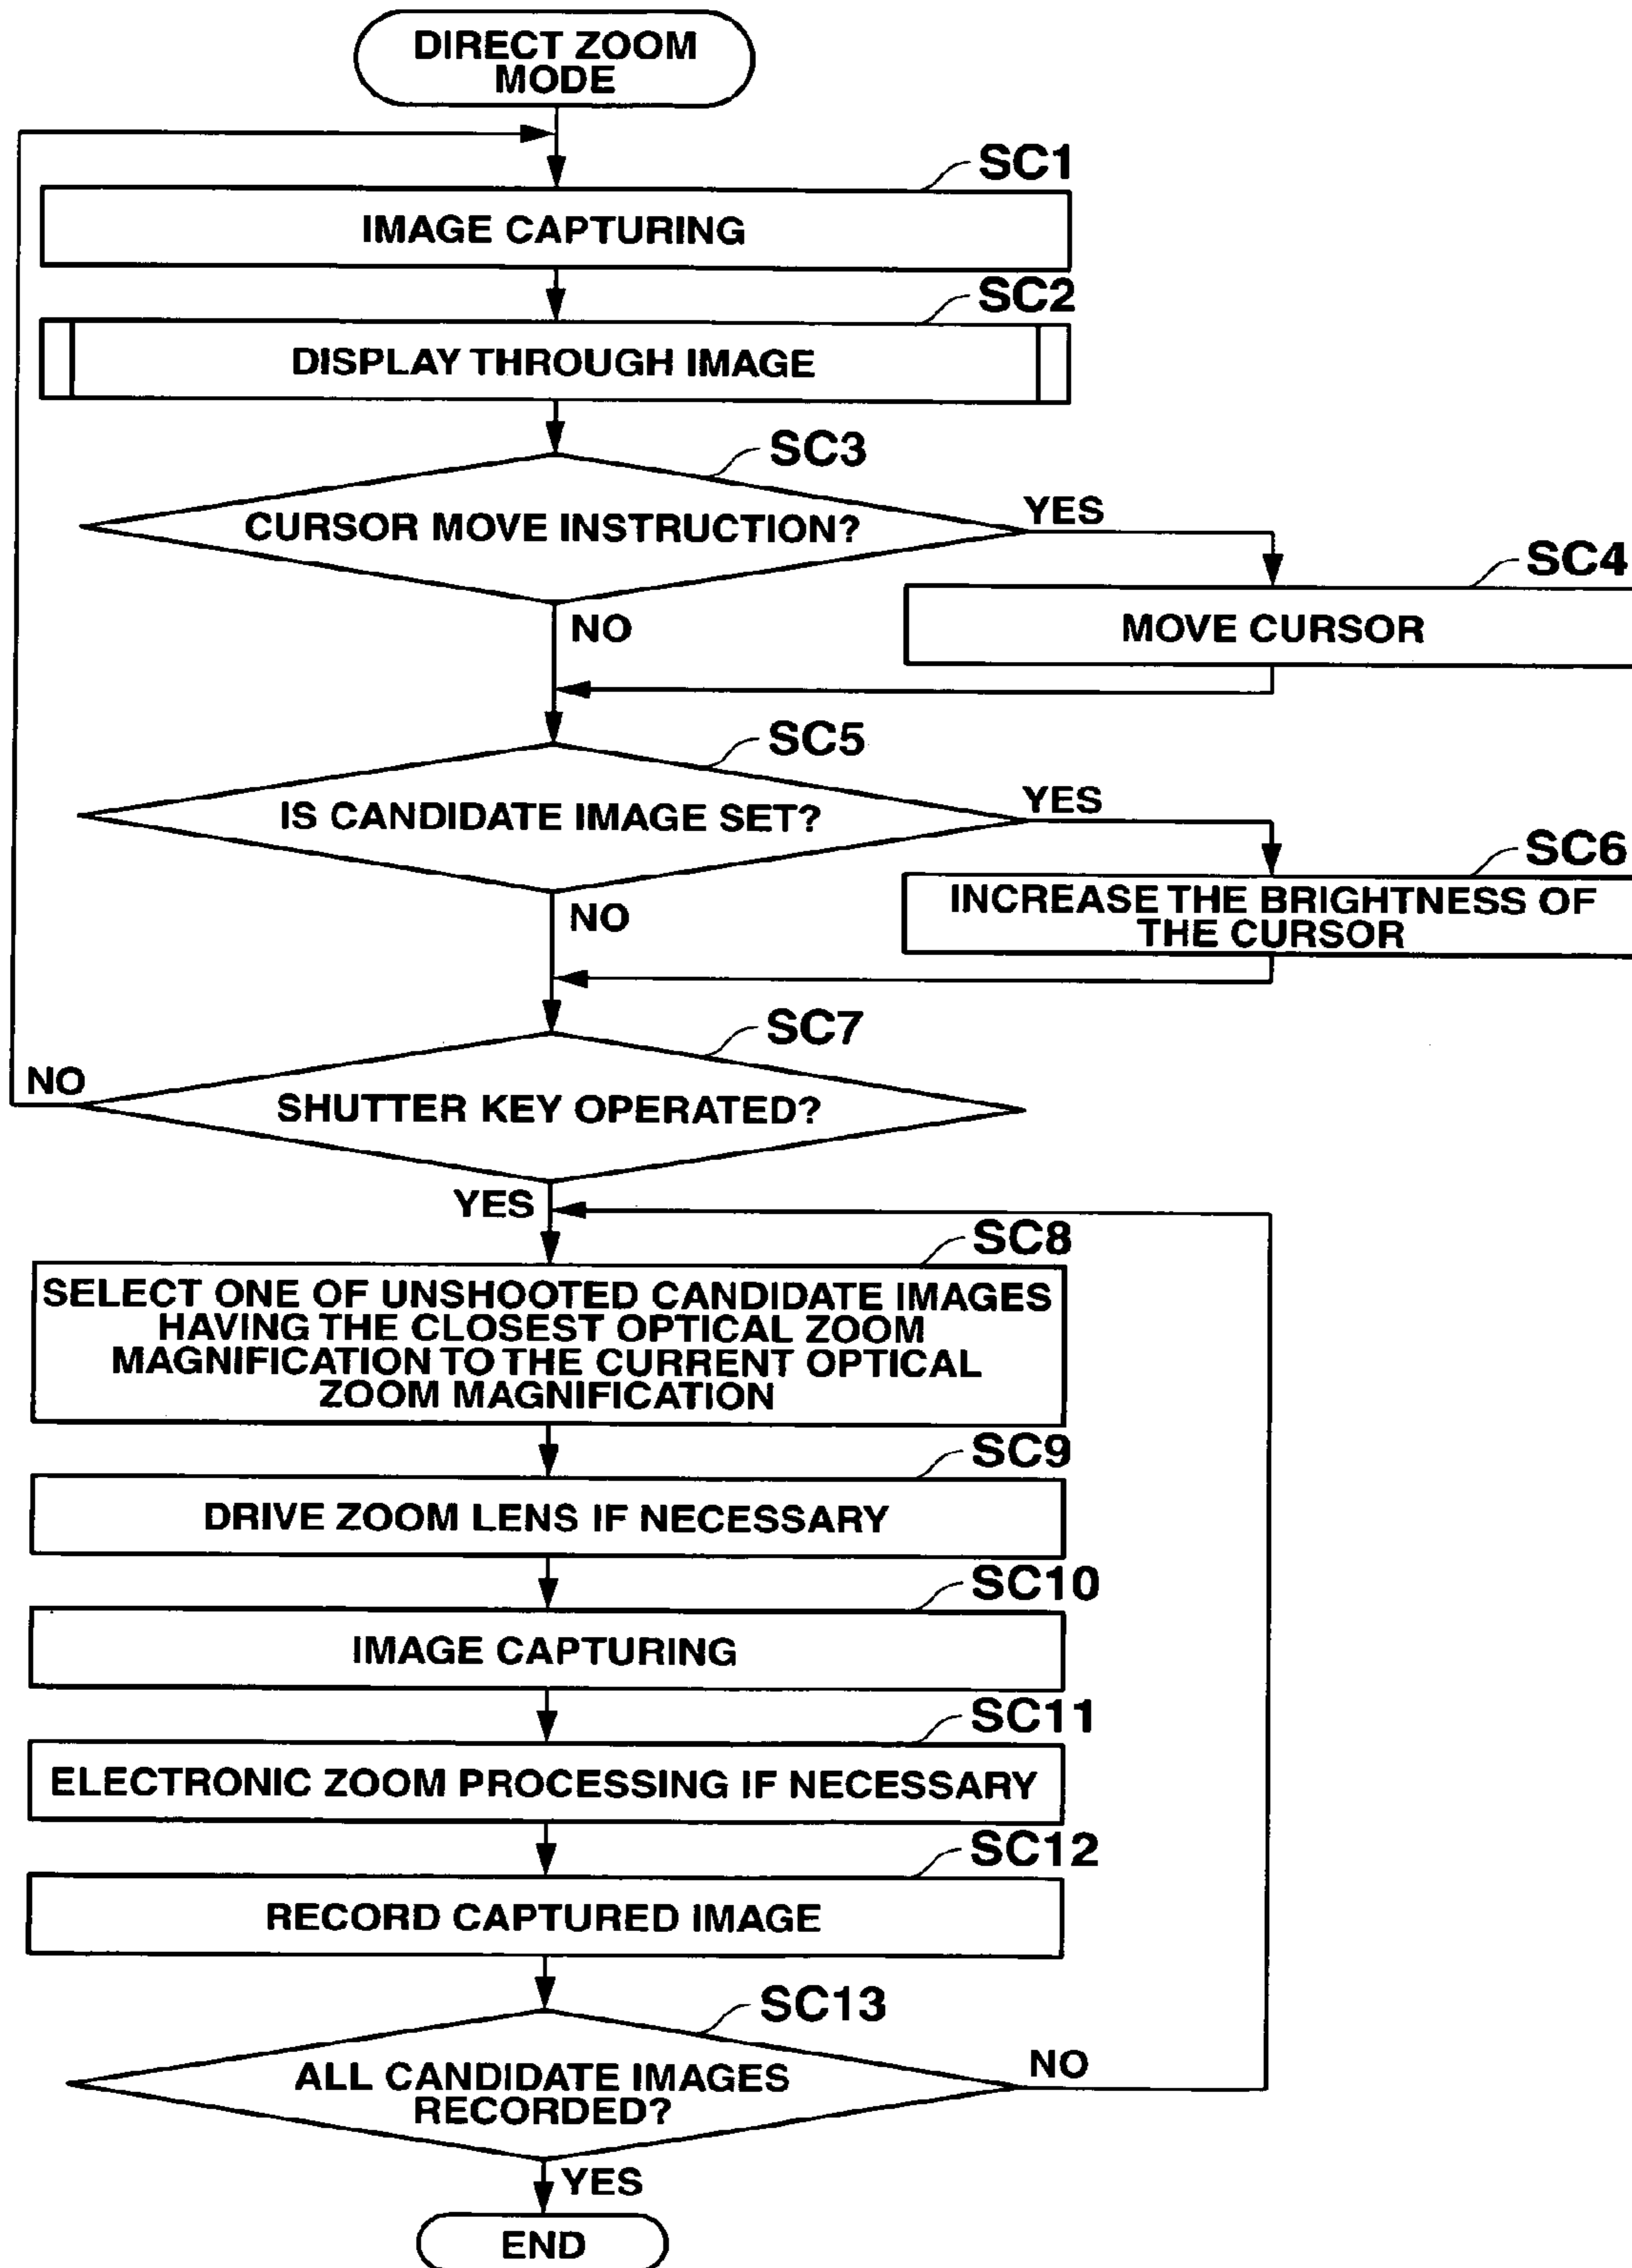 DIRECT ZOOM
MODE
SC1
IMAGE CAPTURING
SC2
DISPLAY THROUGH IMAGE
SC3
CURSOR MOVE INSTRUCTION?
YES
SC4
MOVE CURSOR
NO
SC5
IS CANDIDATE IMAGE SET?
YES
SC6
INCREASE THE BRIGHTNESS OF
THE CURSOR
NO
SC7
NO
SHUTTER KEY OPERATED?
YES
SC8
SELECT ONE OF UNSHOOTED CANDIDATE IMAGES
HAVING THE CLOSEST OPTICAL ZOOM
MAGNIFICATION TO THE CURRENT OPTICAL
ZOOM MAGNIFICATION
SC9
DRIVE ZOOM LENS IF NECESSARY
SC10
IMAGE CAPTURING
SC11
ELECTRONIC ZOOM PROCESSING IF NECESSARY
SC12
RECORD CAPTURED IMAGE
SC13
ALL CANDIDATE IMAGES
RECORDED?
NO
YES
END